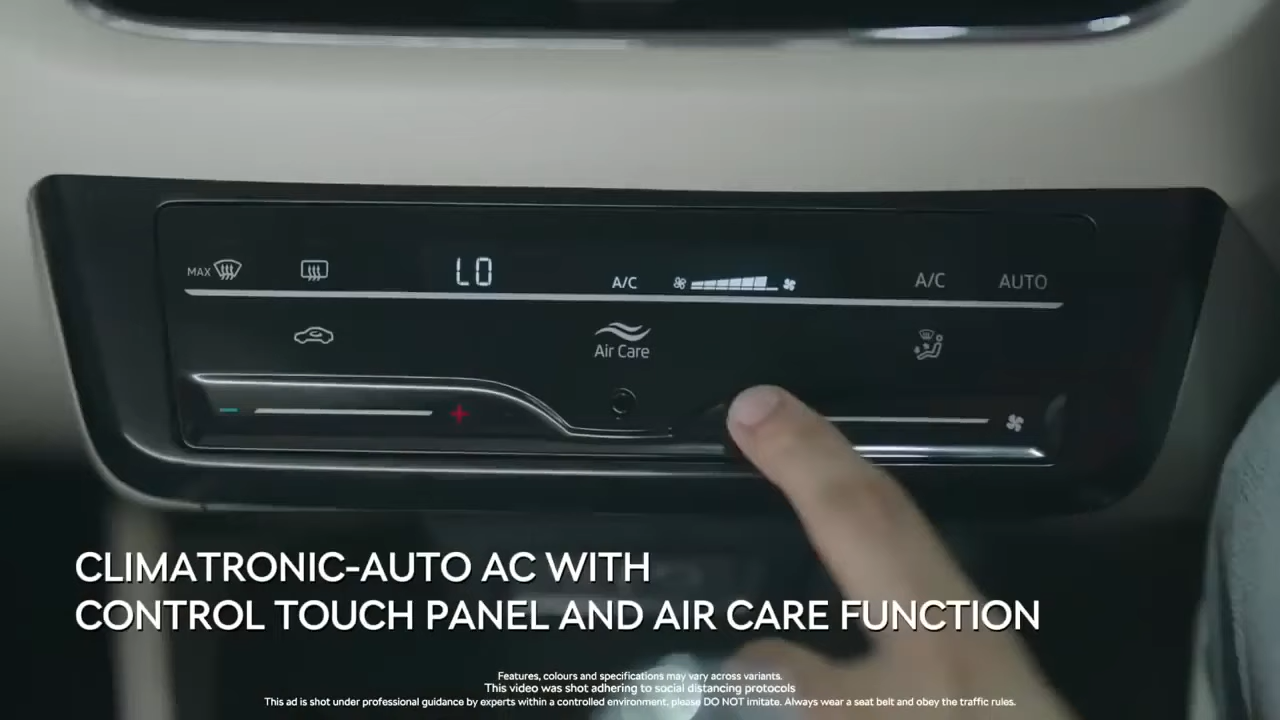 MAX
LO
A/C
A/C
AUTO
Air Care
CLIMATRONIC-AUTO AC WITH
CONTROL TOUCH PANEL AND AIR CARE FUNCTION
Features, colours and specifications may vary across variants.
This video was shot adhering to social distancing protocols
This ad is shot under professional guidance by experts within a controlled environment, please DO NOT imitate. Always wear a seat belt and obey the traffic rules.